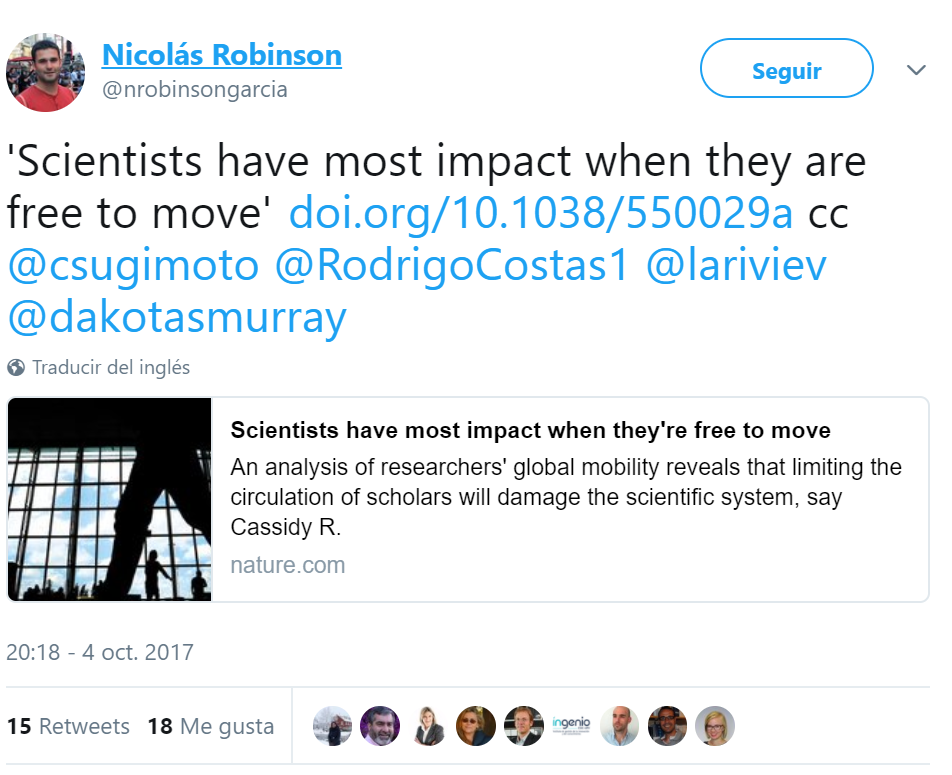 Nicolás Robinson
@nrobinsongarcia
Seguir
'Scientists have most impact when they are
free to move' doi.org/10.1038/550029a cc
@csugimoto @RodrigoCostas1 @lariviev
@dakotasmurray
Traducir del inglés
Scientists have most impact when they're free to move
An analysis of researchers' global mobility reveals that limiting the
circulation of scholars will damage the scientific system, say
Cassidy R.
nature.com
20:18 - 4 oct. 2017
15 Retweets 18 Me gusta
ingenio